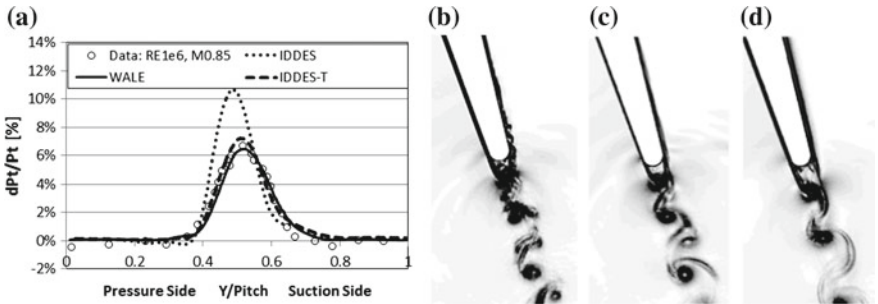 (a)
14%
12%
10%
8%
6%
4%
2%
0%
-2%
dPt/Pt [%]
Data: RE1e6, M0.85
IDDES
WALE
IDDES-T
0 0.2 0.4 0.6 0.8 1
Pressure Side Y/Pitch Suction Side
(b)
(c)
(d)